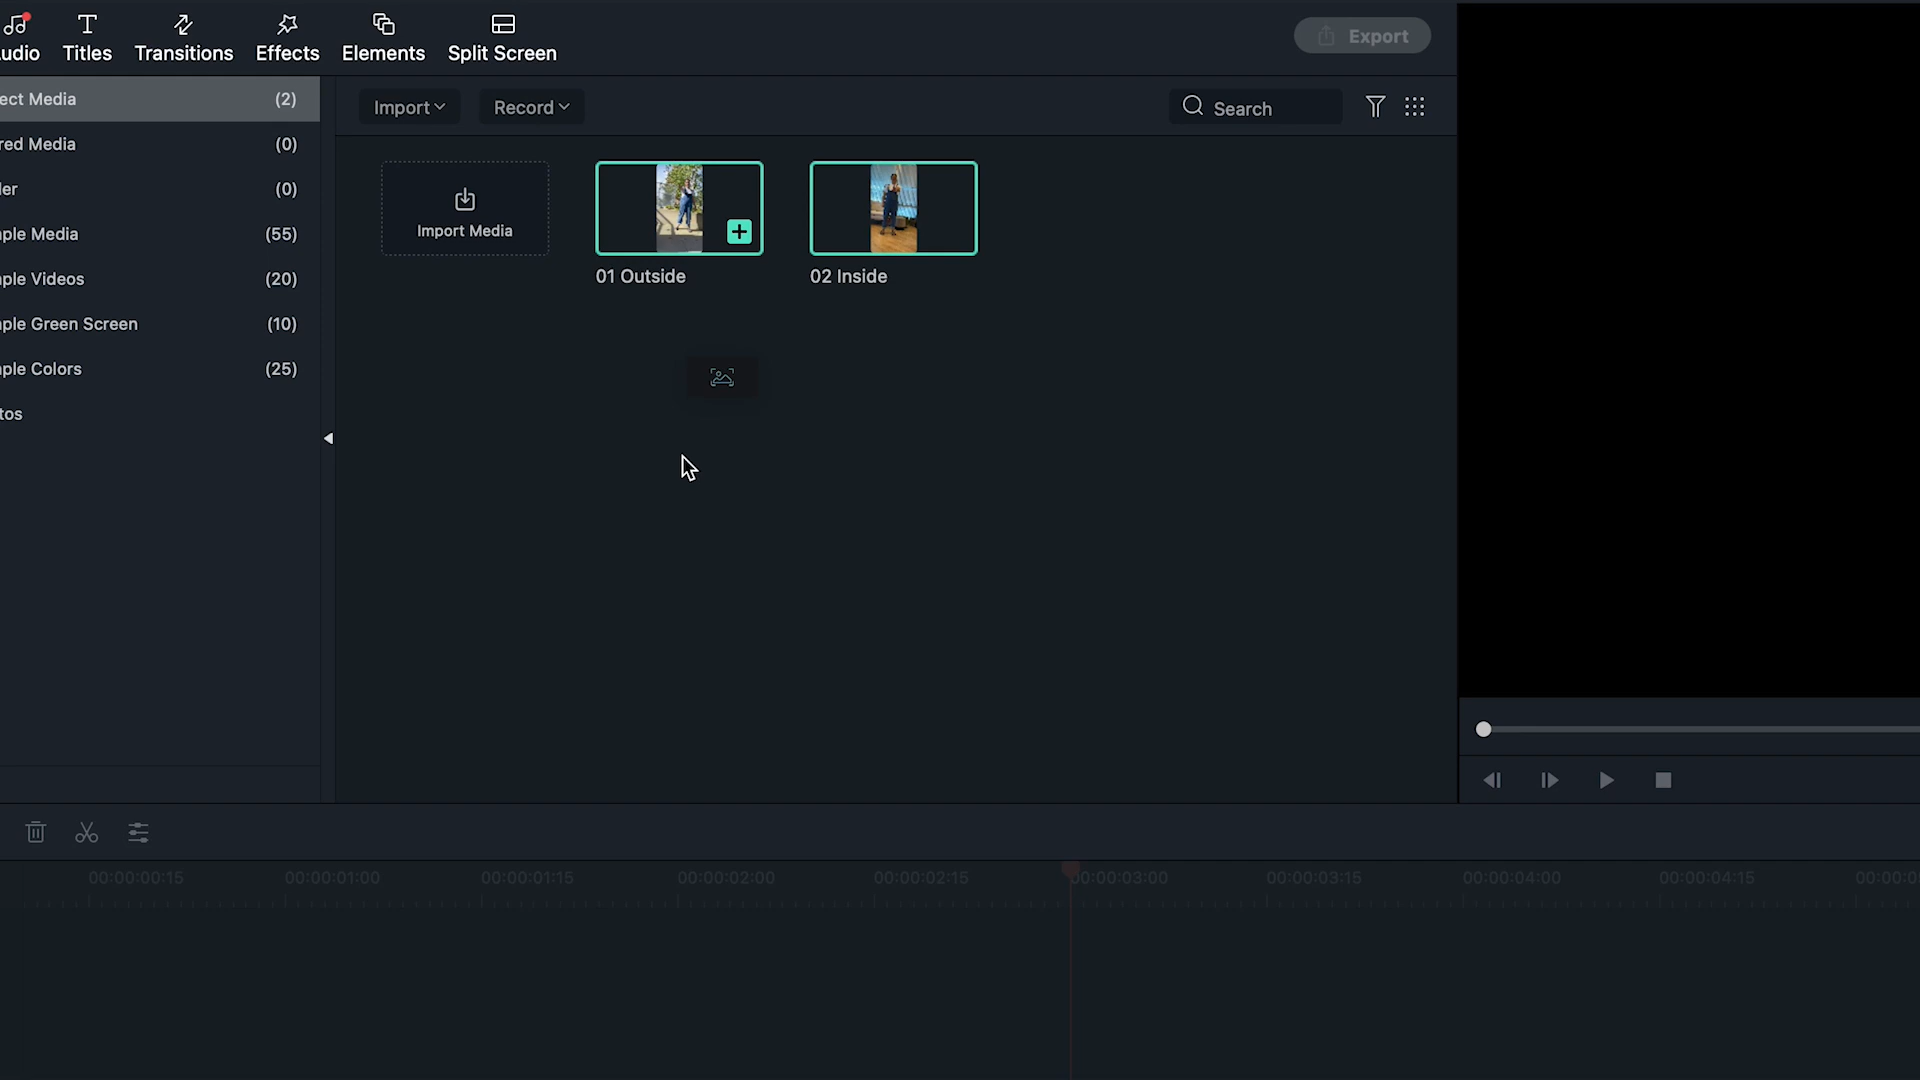 udio Titles Transitions Effects Elements Split Screen Export
ect Media (2)
Import Record Search
red Media (0)
ler (0)
Import Media
ple Media (55)
01 Outside 02 Inside
ple Videos (20)
ple Green Screen (10)
ple Colors (25)
tos
00:00:00:15 00:00:01:00 00:00:01:15 00:00:02:00 00:00:02:15 00:00:03:00 00:00:03:15 00:00:04:00 00:00:04:15 00:00:0